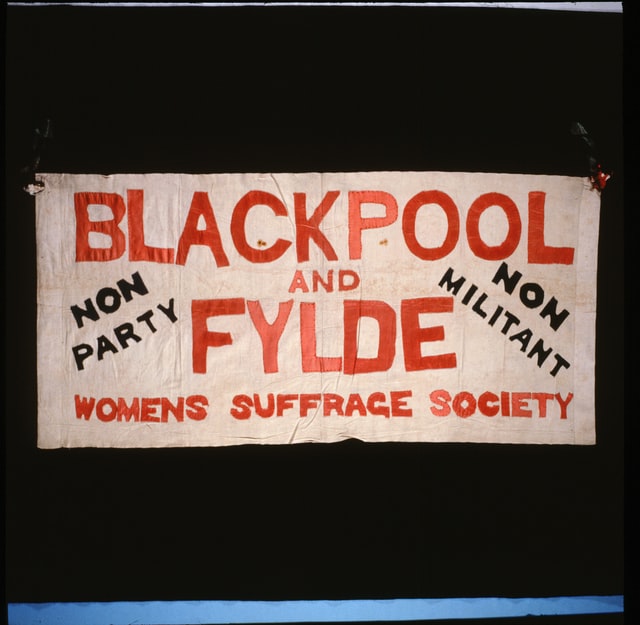 BLACKPOOL
AND
NON
PARTY
FYLDE
NON
MILITANT
WOMENS SUFFRAGE SOCIETY